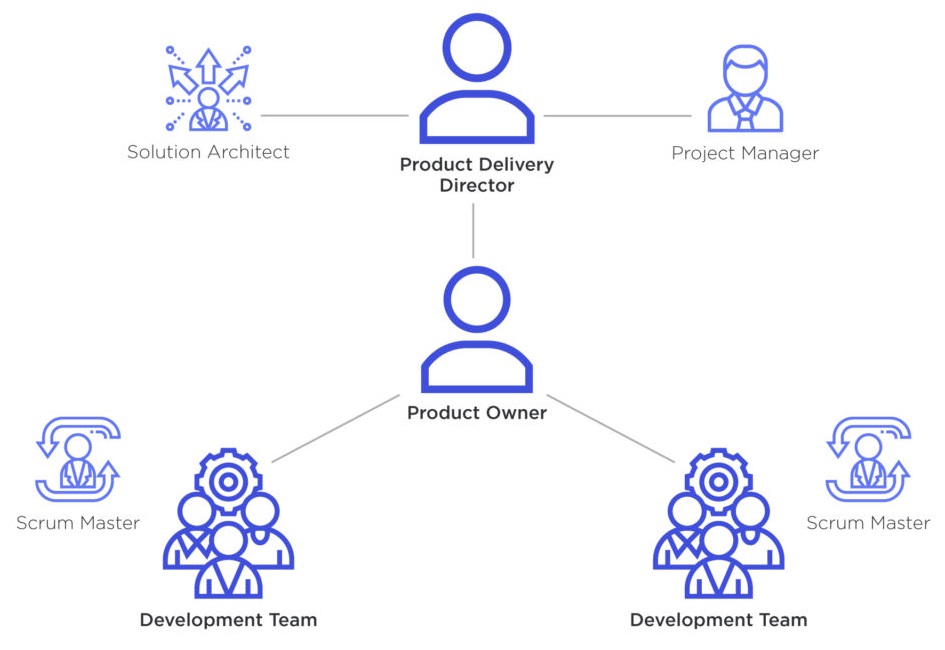 Solution Architect
Product Delivery
Director
Project Manager
Product Owner
Scrum Master
Scrum Master
Development Team
Development Team